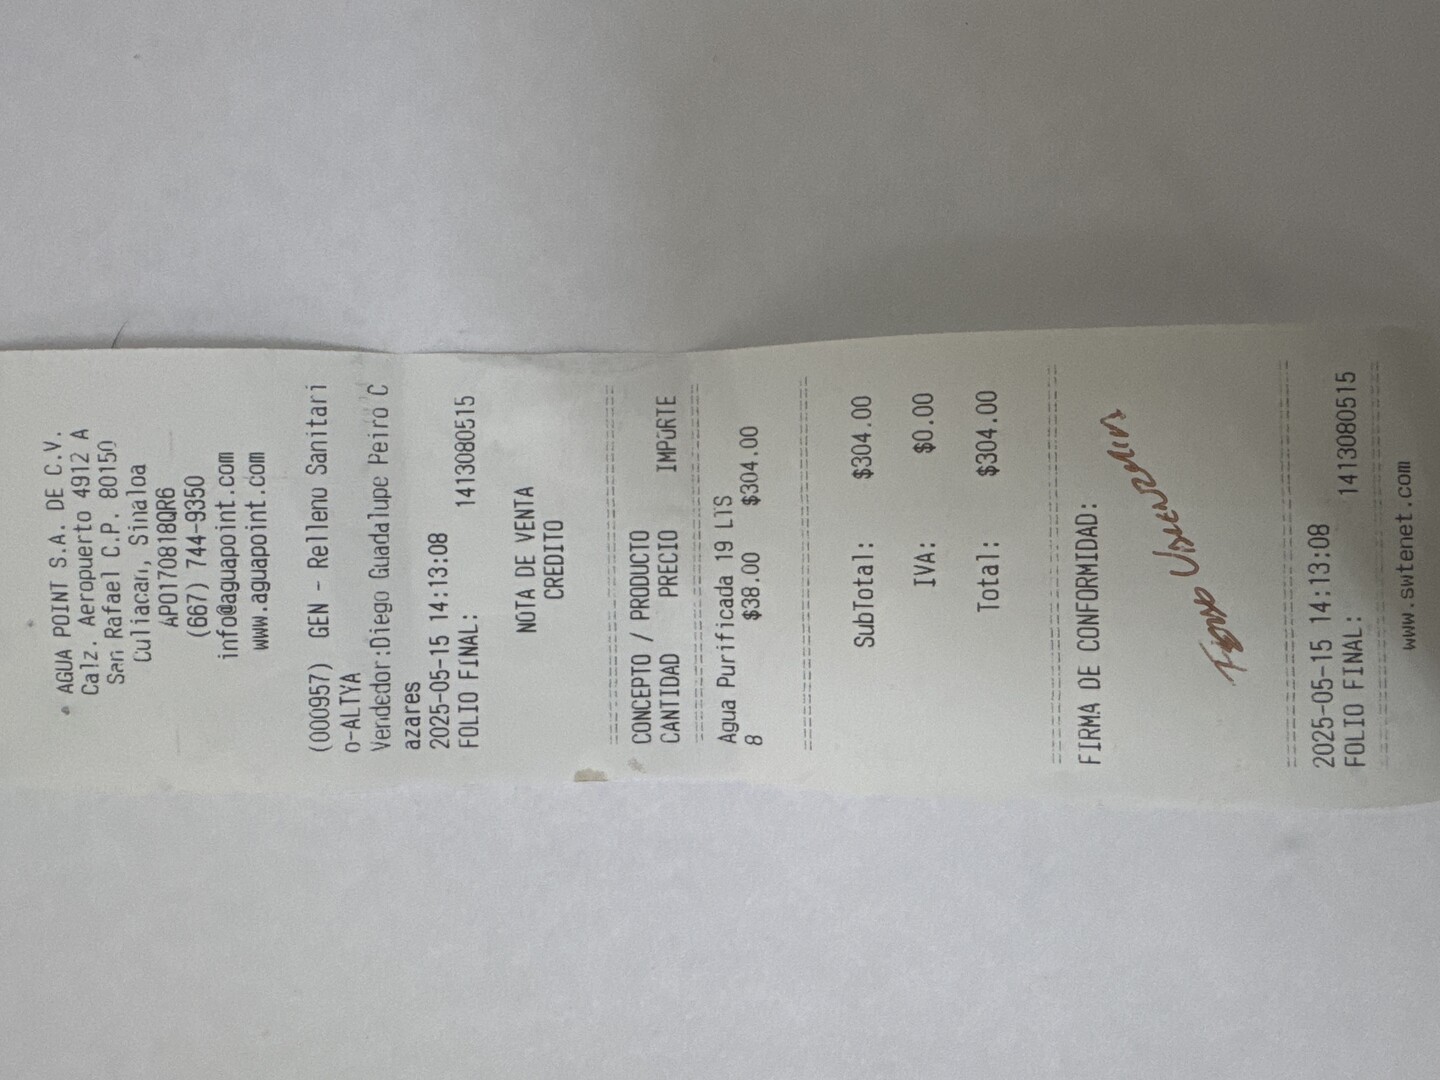 AGUA POINT S.A. DE C.V.
Calz. Aeropuerto 4912 A
San Rafael C.P. 80150
Culiacan, Sinaloa
APO170818QR6
(667) 744-9350
info@aguapoint.com
www.aguapoint.com
(000957) GEN - Relleno Sanitari
o-ALTYA
Vendedor:Diego Guadalupe Peiro C
azares
2025-05-15 14:13:08
FOLIO FINAL: 1413080515
NOTA DE VENTA
CREDITO
CONCEPTO / PRODUCTO
CANTIDAD PRECIO IMPORTE
Agua Purificada 19 LTS
8 $38.00 $304.00
SubTotal: $304.00
IVA: $0.00
Total: $304.00
FIRMA DE CONFORMIDAD:
2025-05-15 14:13:08
FOLIO FINAL: 1413080515
www.swtenet.com